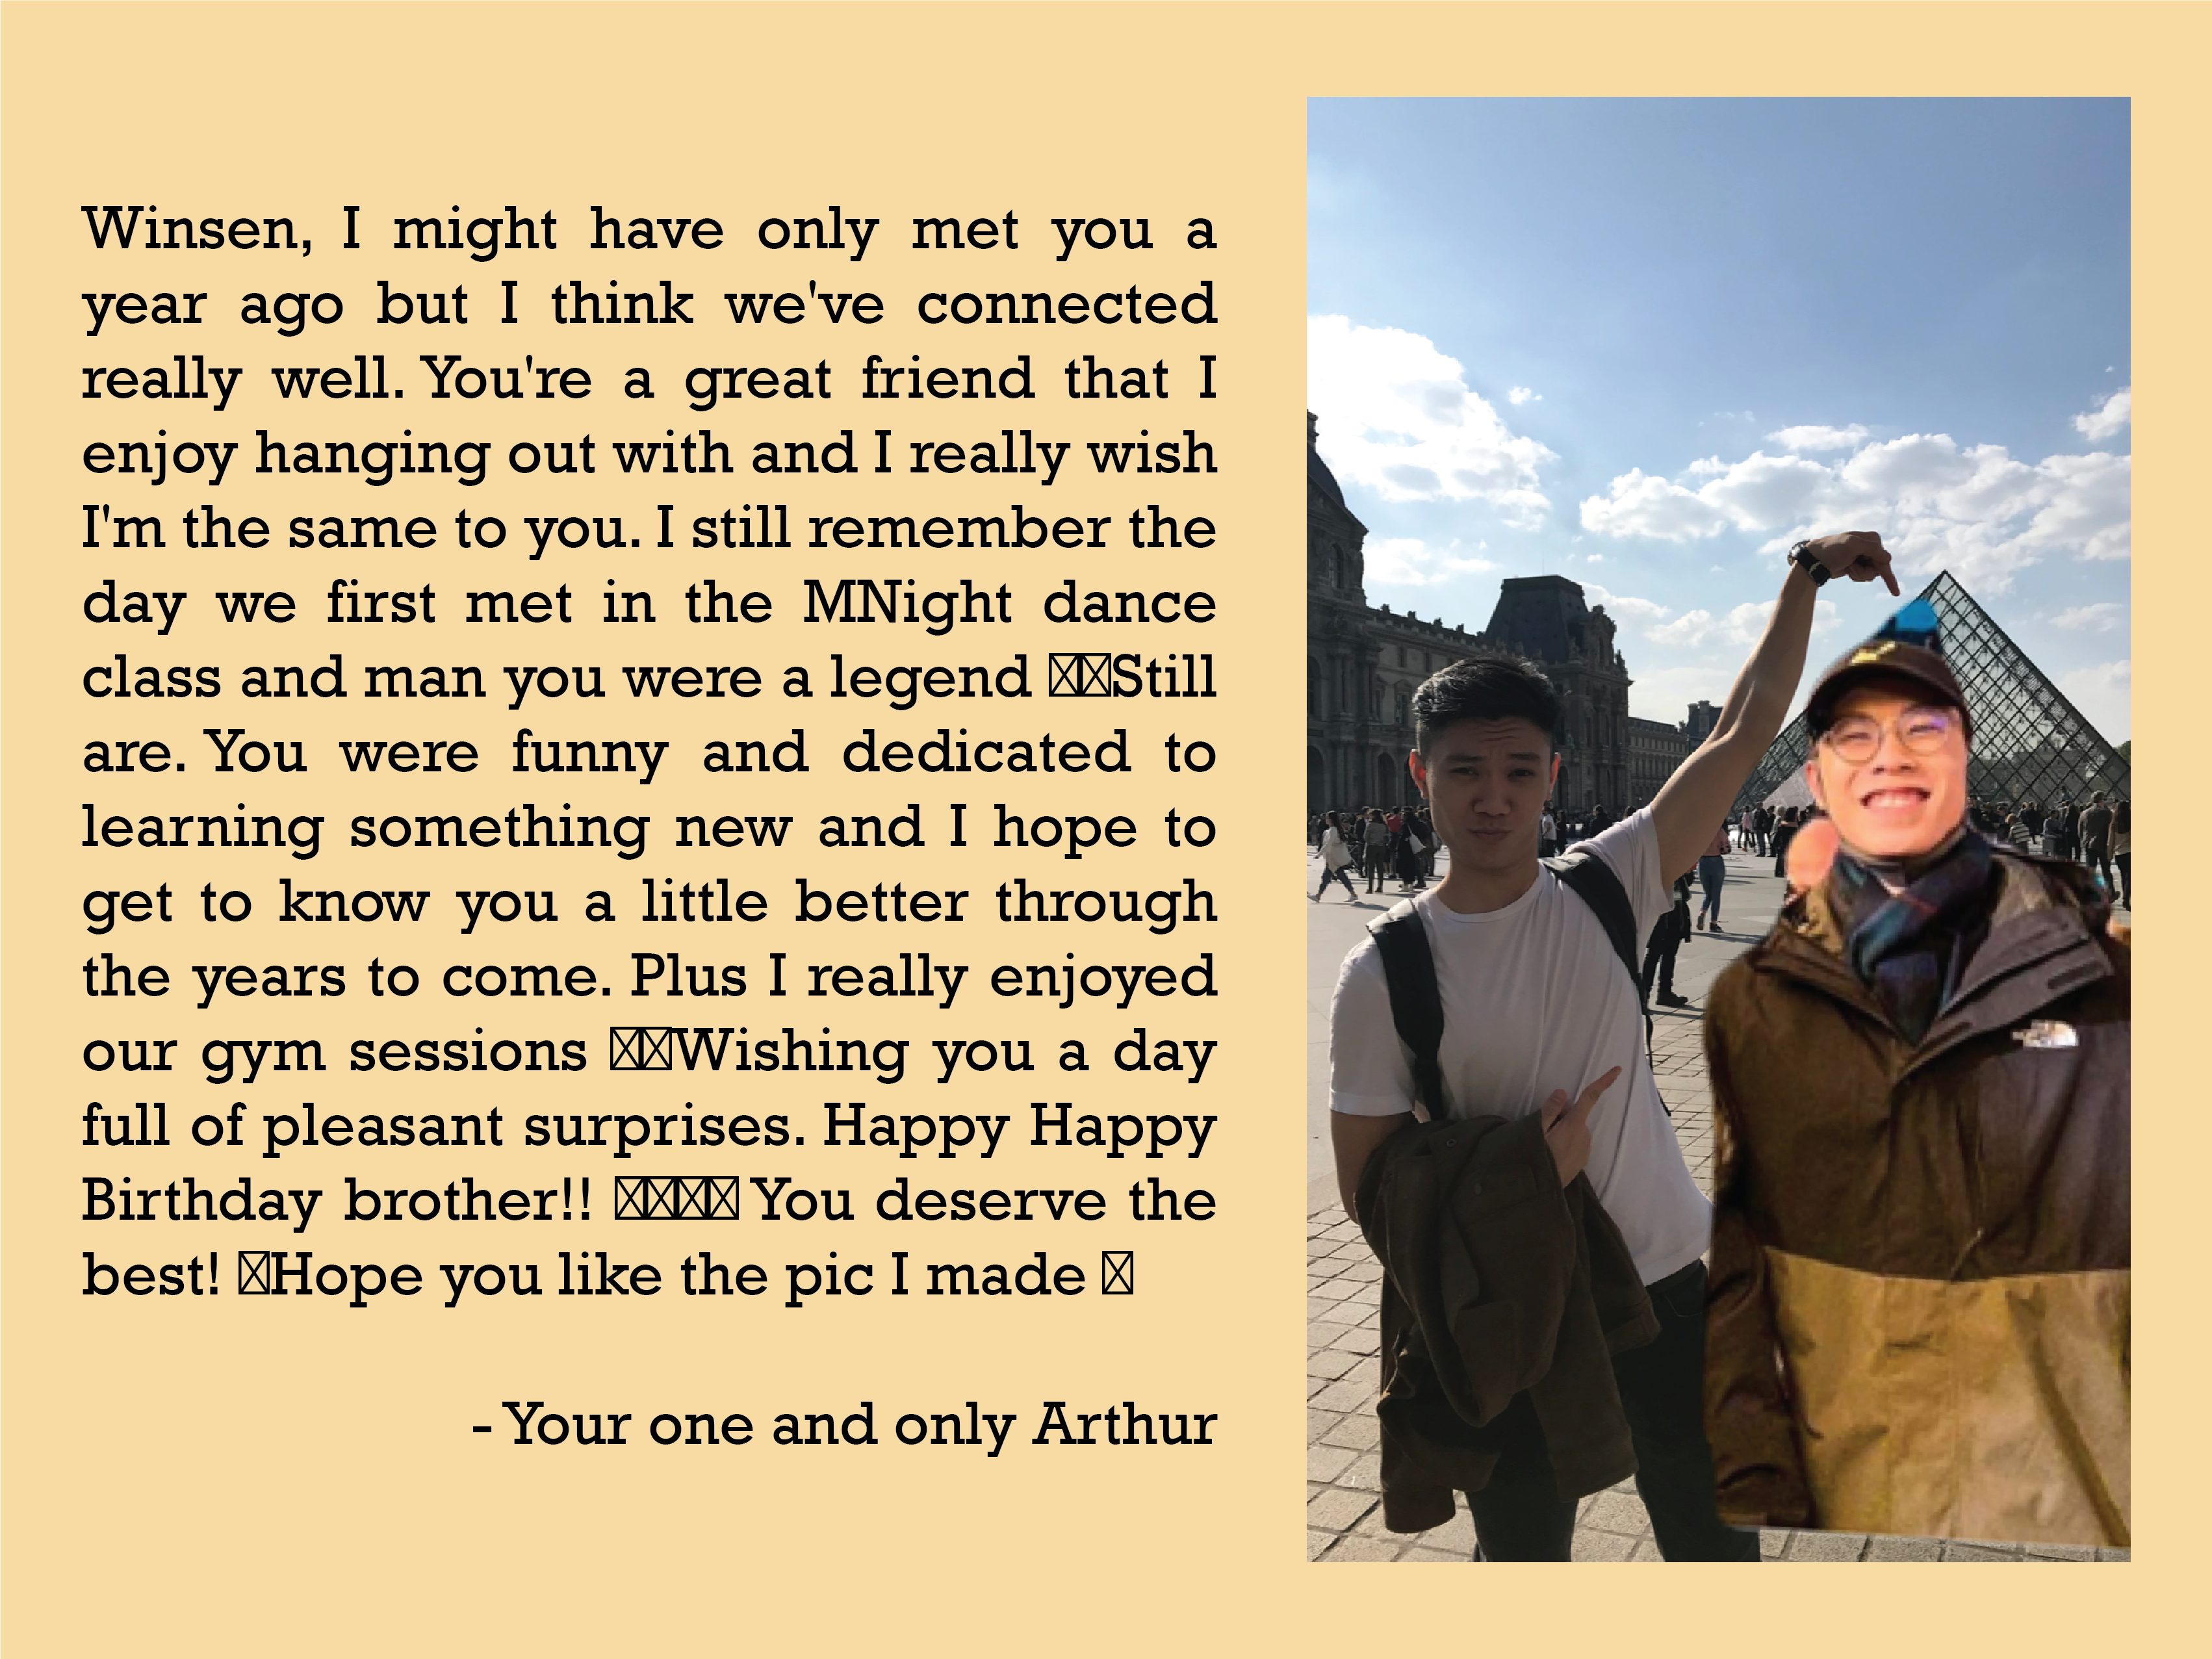 Winsen, I might have only met you a
year ago but I think we've connected
really well. You're a great friend that I
enjoy hanging out with and I really wish
I'm the same to you. I still remember the
day we first met in the MNight dance
class and man you were a legend Still
are. You were funny and dedicated to
learning something new and I hope to
get to know you a little better through
the years to come. Plus I really enjoyed
our gym sessions Wishing you a day
full of pleasant surprises. Happy Happy
Birthday brother!! You deserve the
best! Hope you like the pic I made
- Your one and only Arthur